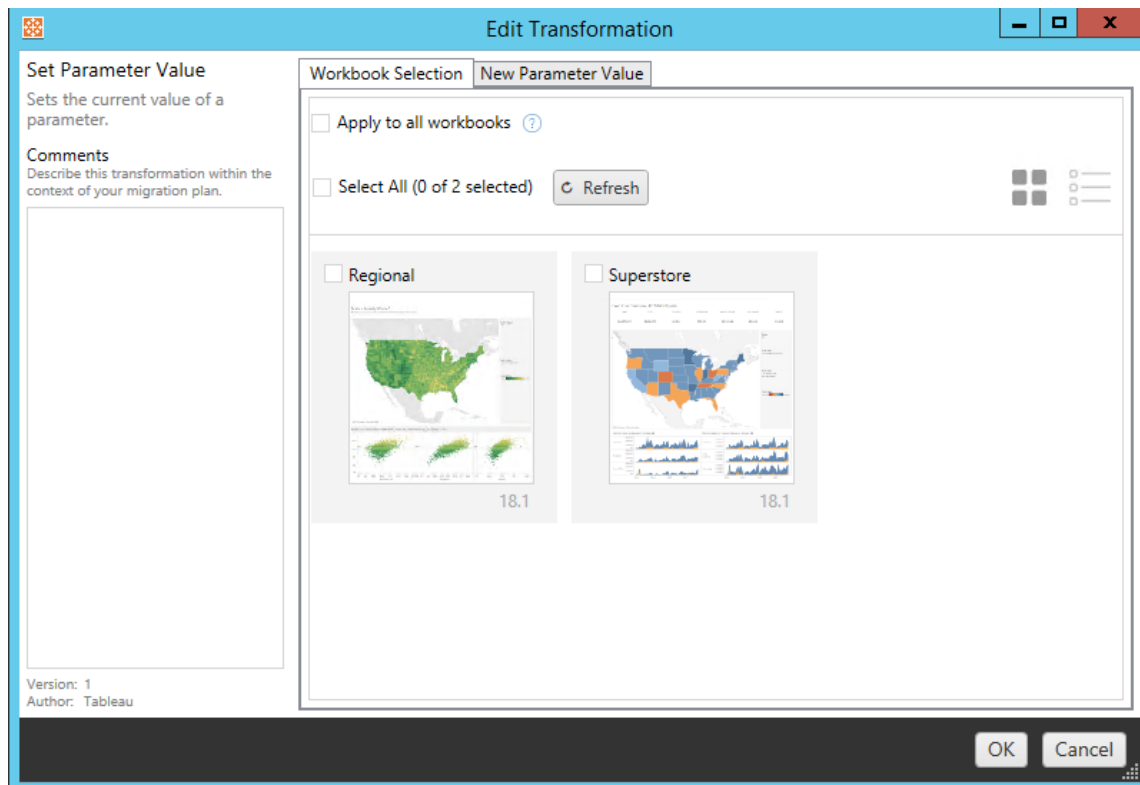 Edit Transformation
Set Parameter Value
Sets the current value of a
parameter.
Comments
Describe this transformation within the
context of your migration plan.
Version: 1
Author: Tableau
Workbook Selection
New Parameter Value
Apply to all workbooks ?
Select All (0 of 2 selected)
Refresh
Regional
18.1
Superstore
18.1
OK
Cancel